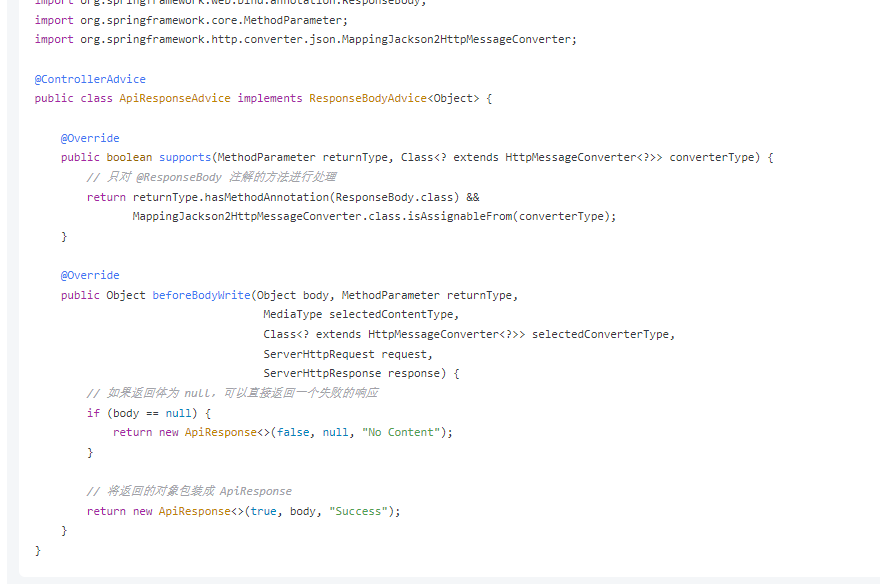 import org.springframework.web.bind.annotation.ResponseBody;
import org.springframework.core.MethodParameter;
import org.springframework.http.converter.json.MappingJackson2HttpMessageConverter;
@ControllerAdvice
public class ApiResponseAdvice implements ResponseBodyAdvice<Object> {
@Override
public boolean supports(MethodParameter returnType, Class<? extends HttpMessageConverter<?>> converterType) {
// 只对 @ResponseBody 注解的方法进行处理
return returnType.hasMethodAnnotation(ResponseBody.class) &&
MappingJackson2HttpMessageConverter.class.isAssignableFrom(converterType);
}
@Override
public Object beforeBodyWrite(Object body, MethodParameter returnType,
MediaType selectedContentType,
Class<? extends HttpMessageConverter<?>> selectedConverterType,
ServerHttpRequest request,
ServerHttpResponse response) {
// 如果返回体为 null，可以直接返回一个失败的响应
if (body == null) {
return new ApiResponse<>(false, null, "No Content");
}
// 将返回的对象包装成 ApiResponse
return new ApiResponse<>(true, body, "Success");
}
}